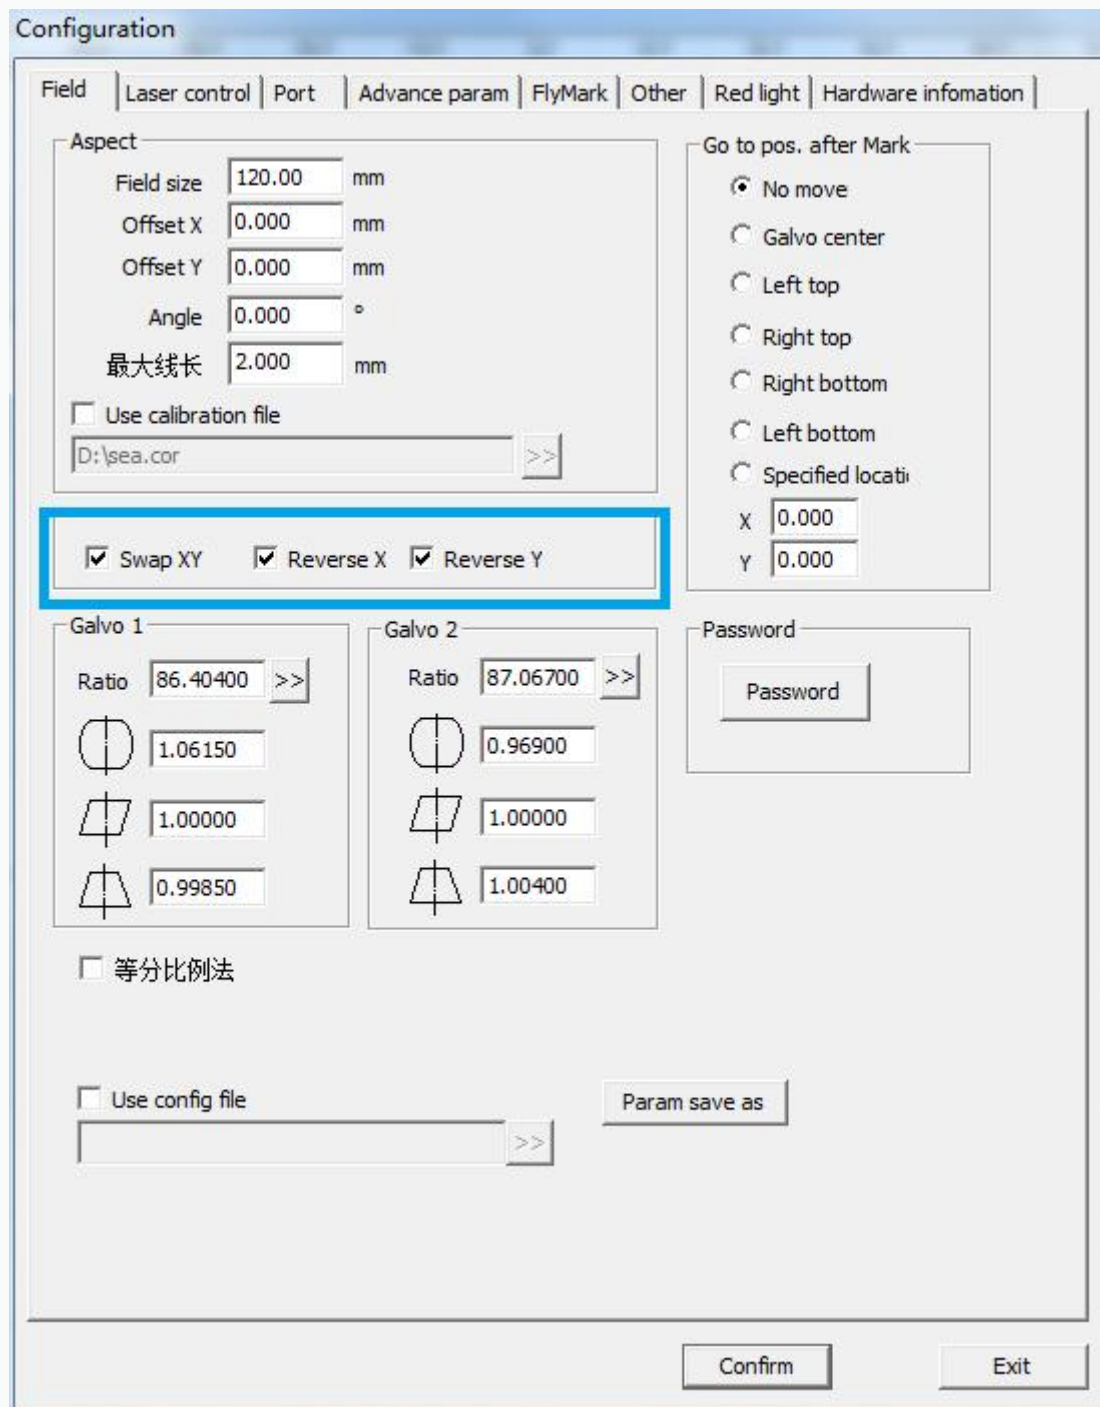 Configuration
Field Laser control Port Advance param FlyMark Other Red light Hardware infomation
Aspect
Field size 120.00 mm
Offset X 0.000 mm
Offset Y 0.000 mm
Angle 0.000 °
最大线长 2.000 mm
Use calibration file
D:\sea.cor >>
Swap XY Reverse X Reverse Y
Go to pos. after Mark
No move
Galvo center
Left top
Right top
Right bottom
Left bottom
Specified locati
X 0.000
Y 0.000
Galvo 1
Ratio 86.40400 >>
1.06150
1.00000
0.99850
Galvo 2
Ratio 87.06700 >>
0.96900
1.00000
1.00400
Password
Password
等分比例法
Use config file
>>
Param save as
Confirm Exit